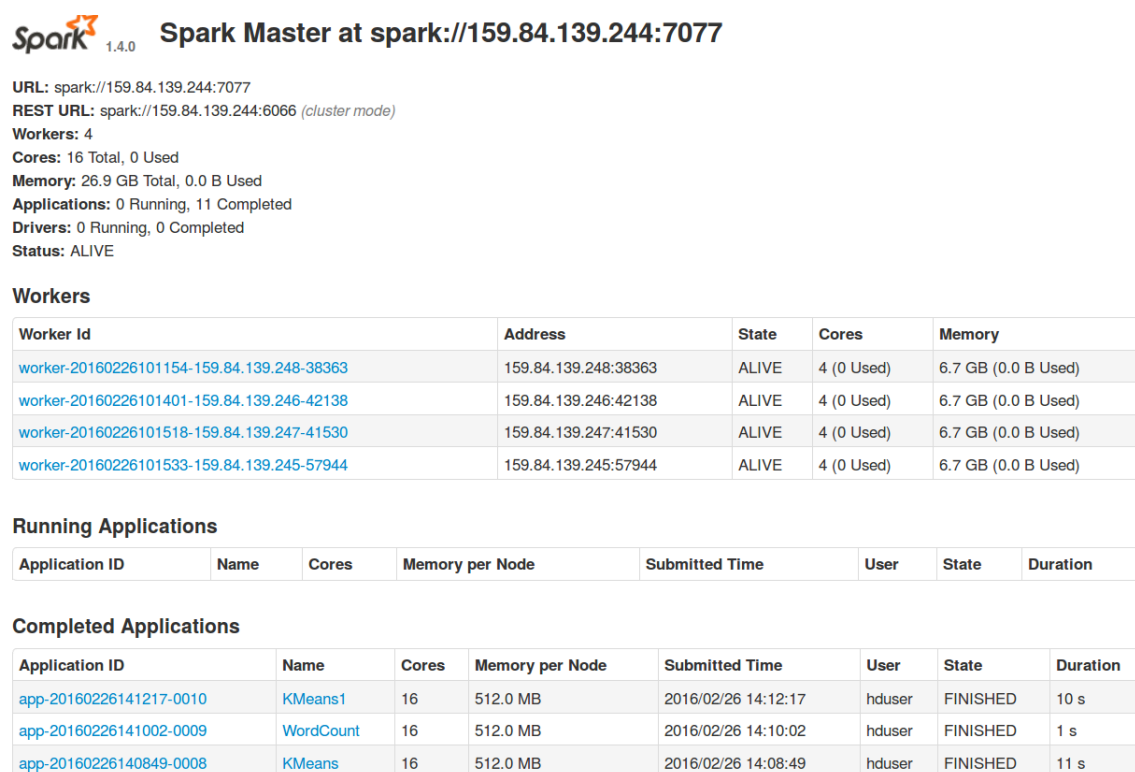 Spark 1.4.0 Spark Master at spark://159.84.139.244:7077
URL: spark://159.84.139.244:7077
REST URL: spark://159.84.139.244:6066 (cluster mode)
Workers: 4
Cores: 16 Total, 0 Used
Memory: 26.9 GB Total, 0.0 B Used
Applications: 0 Running, 11 Completed
Drivers: 0 Running, 0 Completed
Status: ALIVE
Workers
Worker Id Address State Cores Memory
worker-20160226101154-159.84.139.248-38363 159.84.139.248:38363 ALIVE 4 (0 Used) 6.7 GB (0.0 B Used)
worker-20160226101401-159.84.139.246-42138 159.84.139.246:42138 ALIVE 4 (0 Used) 6.7 GB (0.0 B Used)
worker-20160226101518-159.84.139.247-41530 159.84.139.247:41530 ALIVE 4 (0 Used) 6.7 GB (0.0 B Used)
worker-20160226101533-159.84.139.245-57944 159.84.139.245:57944 ALIVE 4 (0 Used) 6.7 GB (0.0 B Used)
Running Applications
Application ID Name Cores Memory per Node Submitted Time User State Duration
Completed Applications
Application ID Name Cores Memory per Node Submitted Time User State Duration
app-20160226141217-0010 KMeans1 16 512.0 MB 2016/02/26 14:12:17 hduser FINISHED 10 s
app-20160226141002-0009 WordCount 16 512.0 MB 2016/02/26 14:10:02 hduser FINISHED 1 s
app-20160226140849-0008 KMeans 16 512.0 MB 2016/02/26 14:08:49 hduser FINISHED 11 s